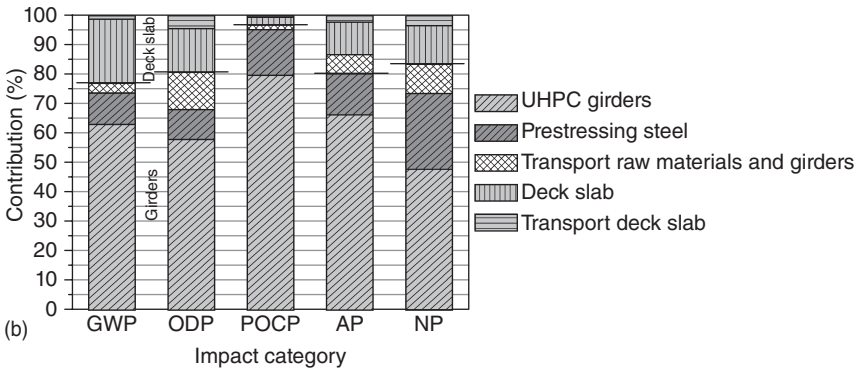 100
90
80
70
60
50
40
30
20
10
0
Contribution (%)
Deck slab
Girders
GWP ODP POCP AP NP
Impact category
(b)
UHPC girders
Prestressing steel
Transport raw materials and girders
Deck slab
Transport deck slab